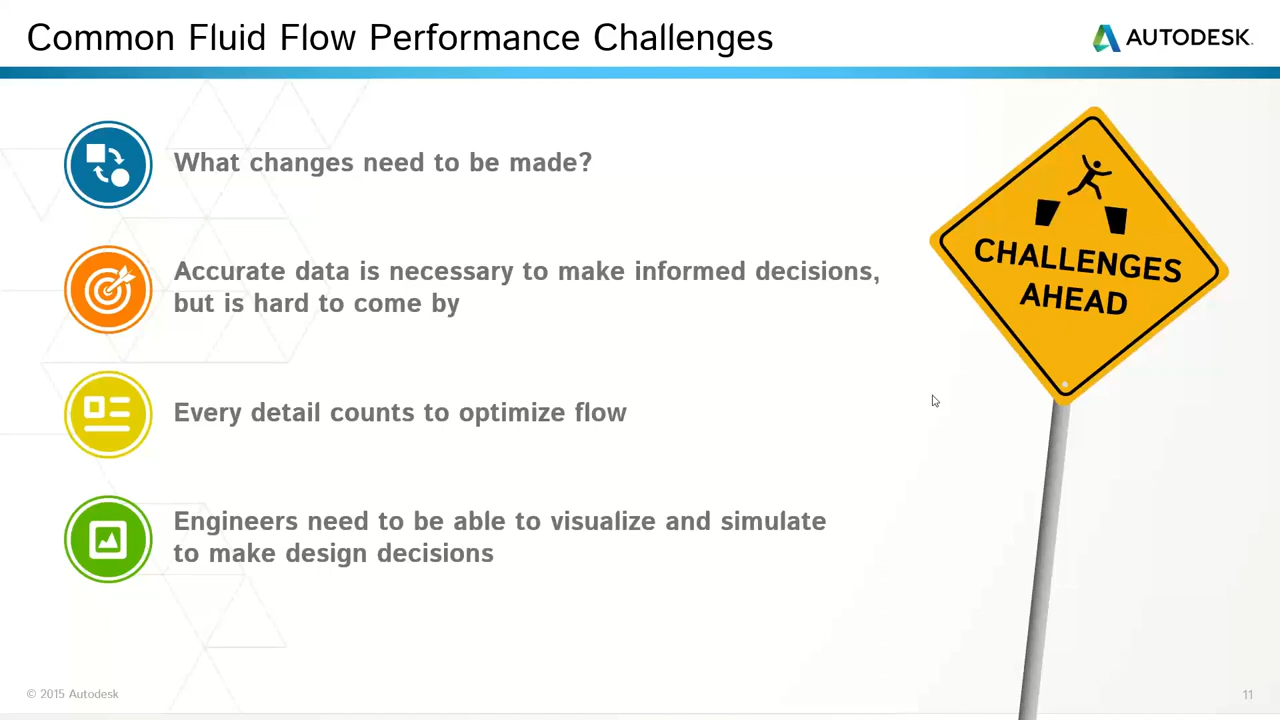 Common Fluid Flow Performance Challenges
AUTODESK.
What changes need to be made?
Accurate data is necessary to make informed decisions,
but is hard to come by
Every detail counts to optimize flow
Engineers need to be able to visualize and simulate
to make design decisions
CHALLENGES
AHEAD
© 2015 Autodesk
11